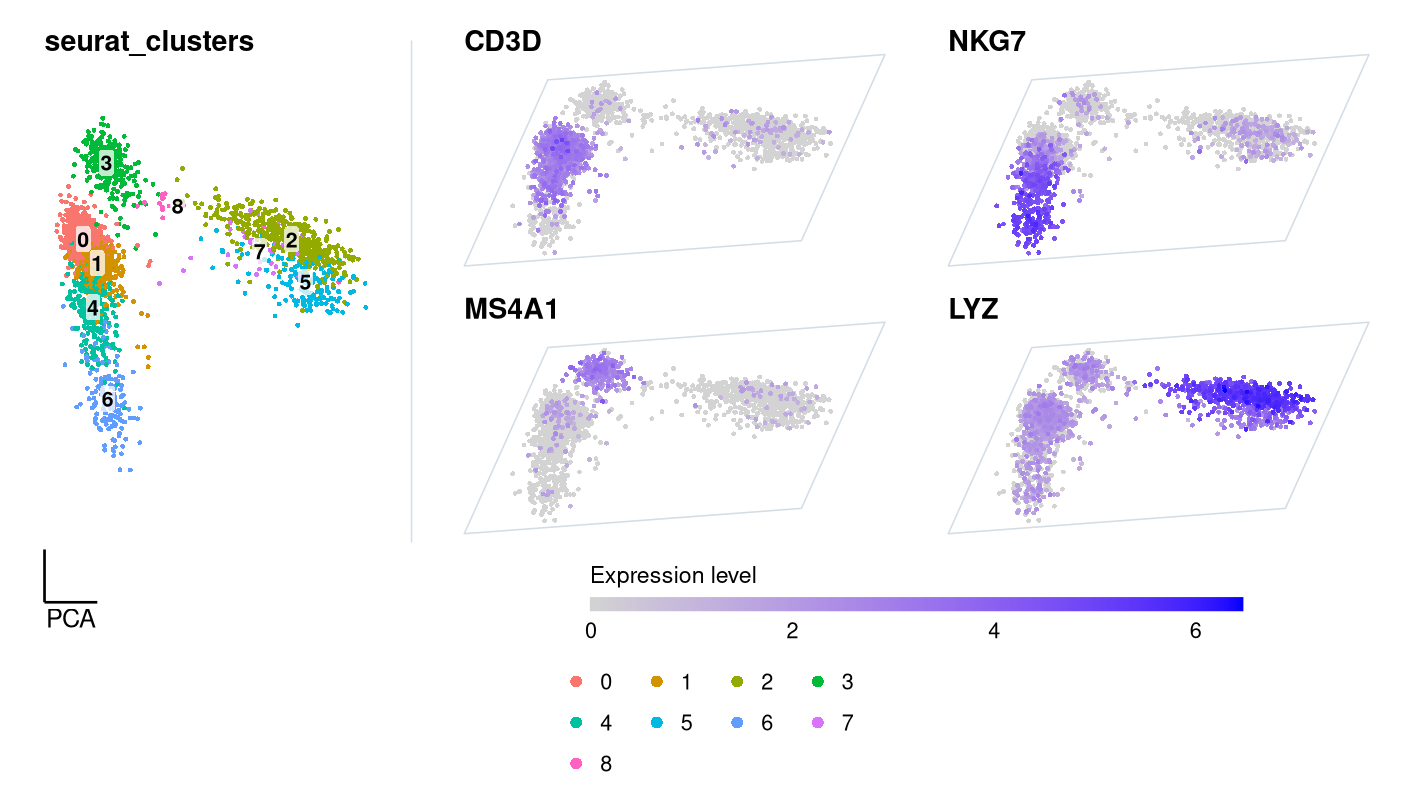 seurat_clusters
3
8
0
2
7
1
5
4
6
PCA
CD3D
NKG7
MS4A1
LYZ
Expression level
0 2 4 6
0 1 2 3
4 5 6 7
8